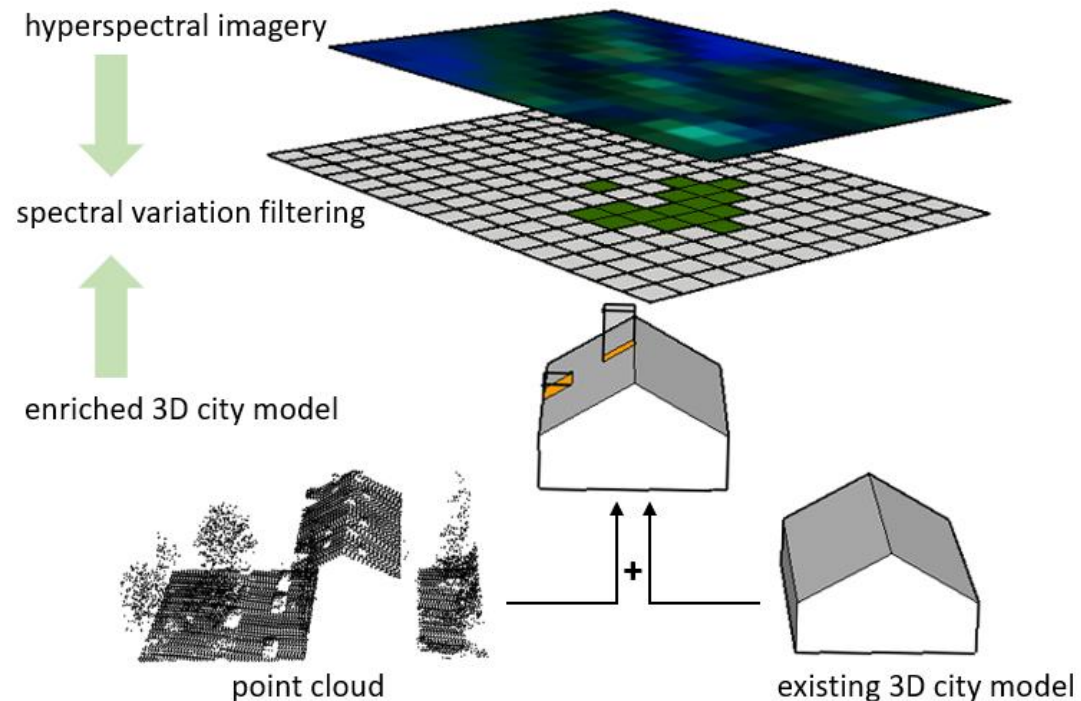 hyperspectral imagery
spectral variation filtering
enriched 3D city model
+
point cloud
existing 3D city model